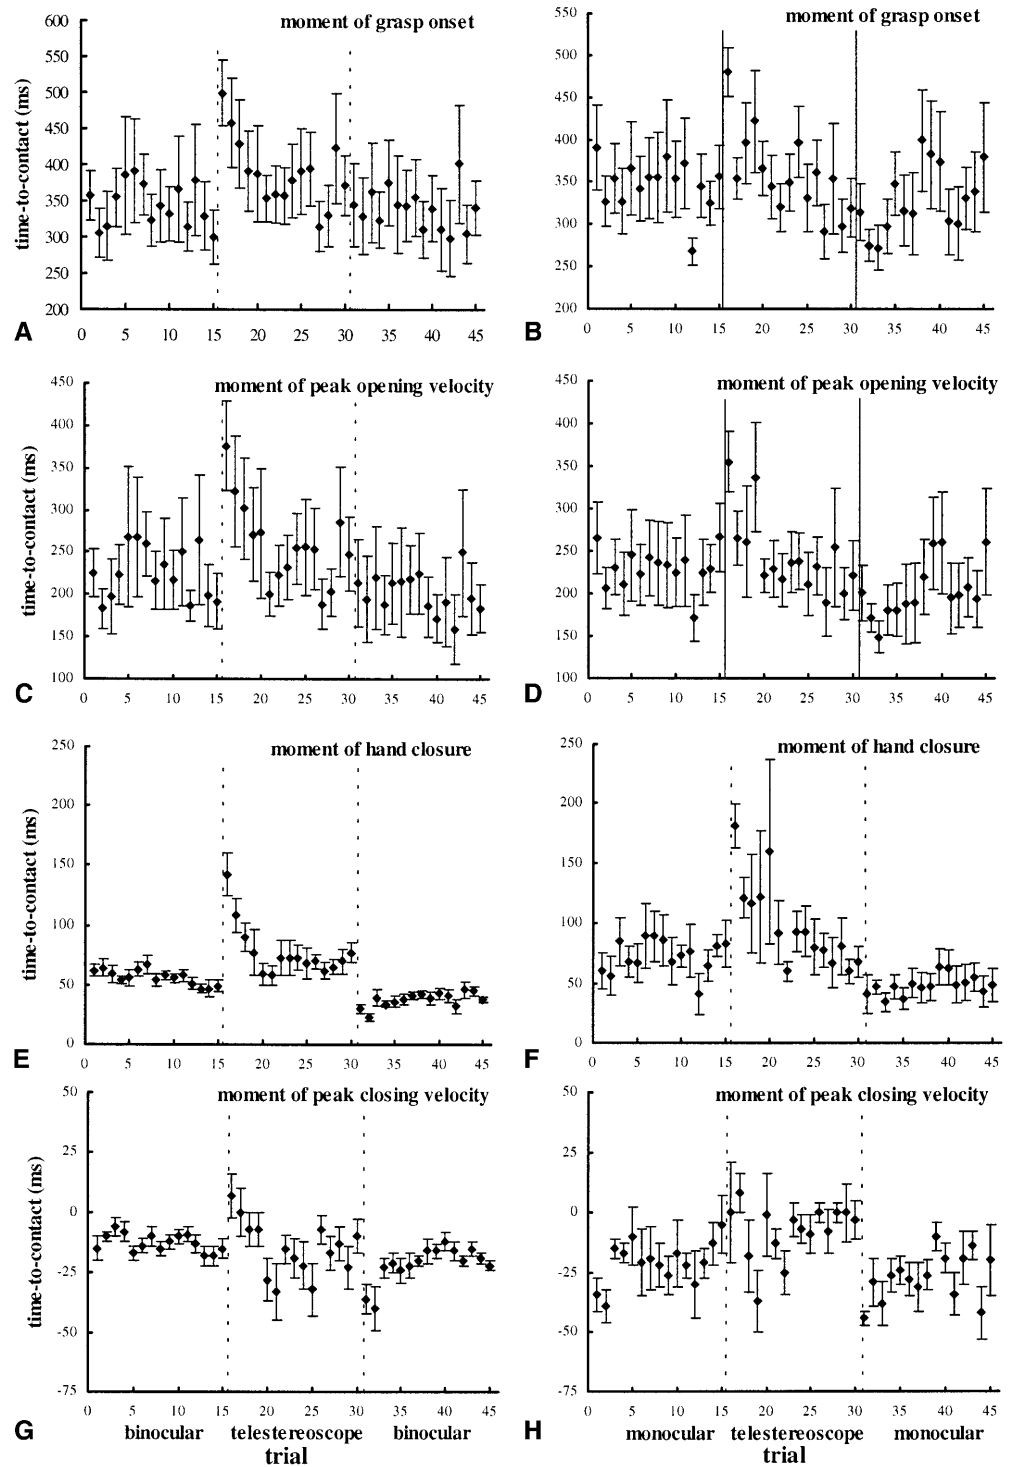 moment of grasp onset
600
550
500
450
400
350
300
250
200
time-to-contact (ms)
0 5 10 15 20 25 30 35 40 45
A
moment of grasp onset
550
500
450
400
350
300
250
200
0 5 10 15 20 25 30 35 40 45
B
moment of peak opening velocity
450
400
350
300
250
200
150
100
time-to-contact (ms)
0 5 10 15 20 25 30 35 40 45
C
moment of peak opening velocity
450
400
350
300
250
200
150
100
0 5 10 15 20 25 30 35 40 45
D
moment of hand closure
250
200
150
100
50
0
time-to-contact (ms)
0 5 10 15 20 25 30 35 40 45
E
moment of hand closure
250
200
150
100
50
0
0 5 10 15 20 25 30 35 40 45
F
moment of peak closing velocity
50
25
0
-25
-50
-75
time-to-contact (ms)
0 5 10 15 20 25 30 35 40 45
G
binocular telestereoscope binocular
trial
moment of peak closing velocity
50
25
0
-25
-50
-75
0 5 10 15 20 25 30 35 40 45
H
monocular telestereoscope monocular
trial